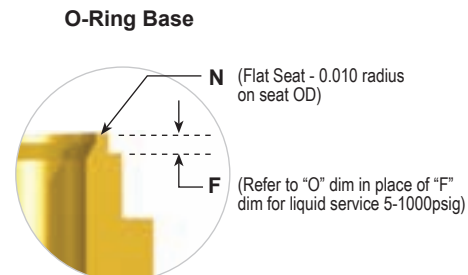 O-Ring Base
N (Flat Seat - 0.010 radius
on seat OD)
F (Refer to “O” dim in place of “F”
dim for liquid service 5-1000psig)